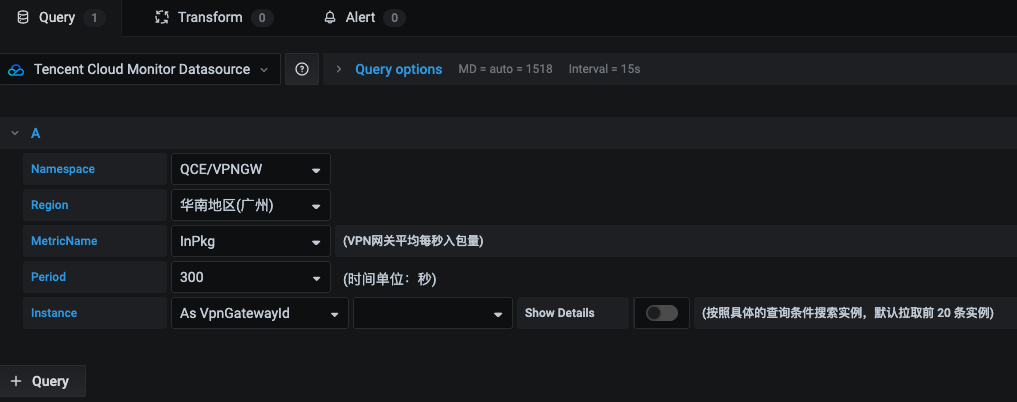 Query 1 Transform 0 Alert 0
Tencent Cloud Monitor Datasource Query options MD = auto = 1518 Interval = 15s
A
Namespace QCE/VPNGW
Region 华南地区(广州)
MetricName InPkg (VPN网关平均每秒入包量)
Period 300 (时间单位：秒)
Instance As VpnGatewayId Show Details (按照具体的查询条件搜索实例，默认拉取前 20 条实例)
+ Query